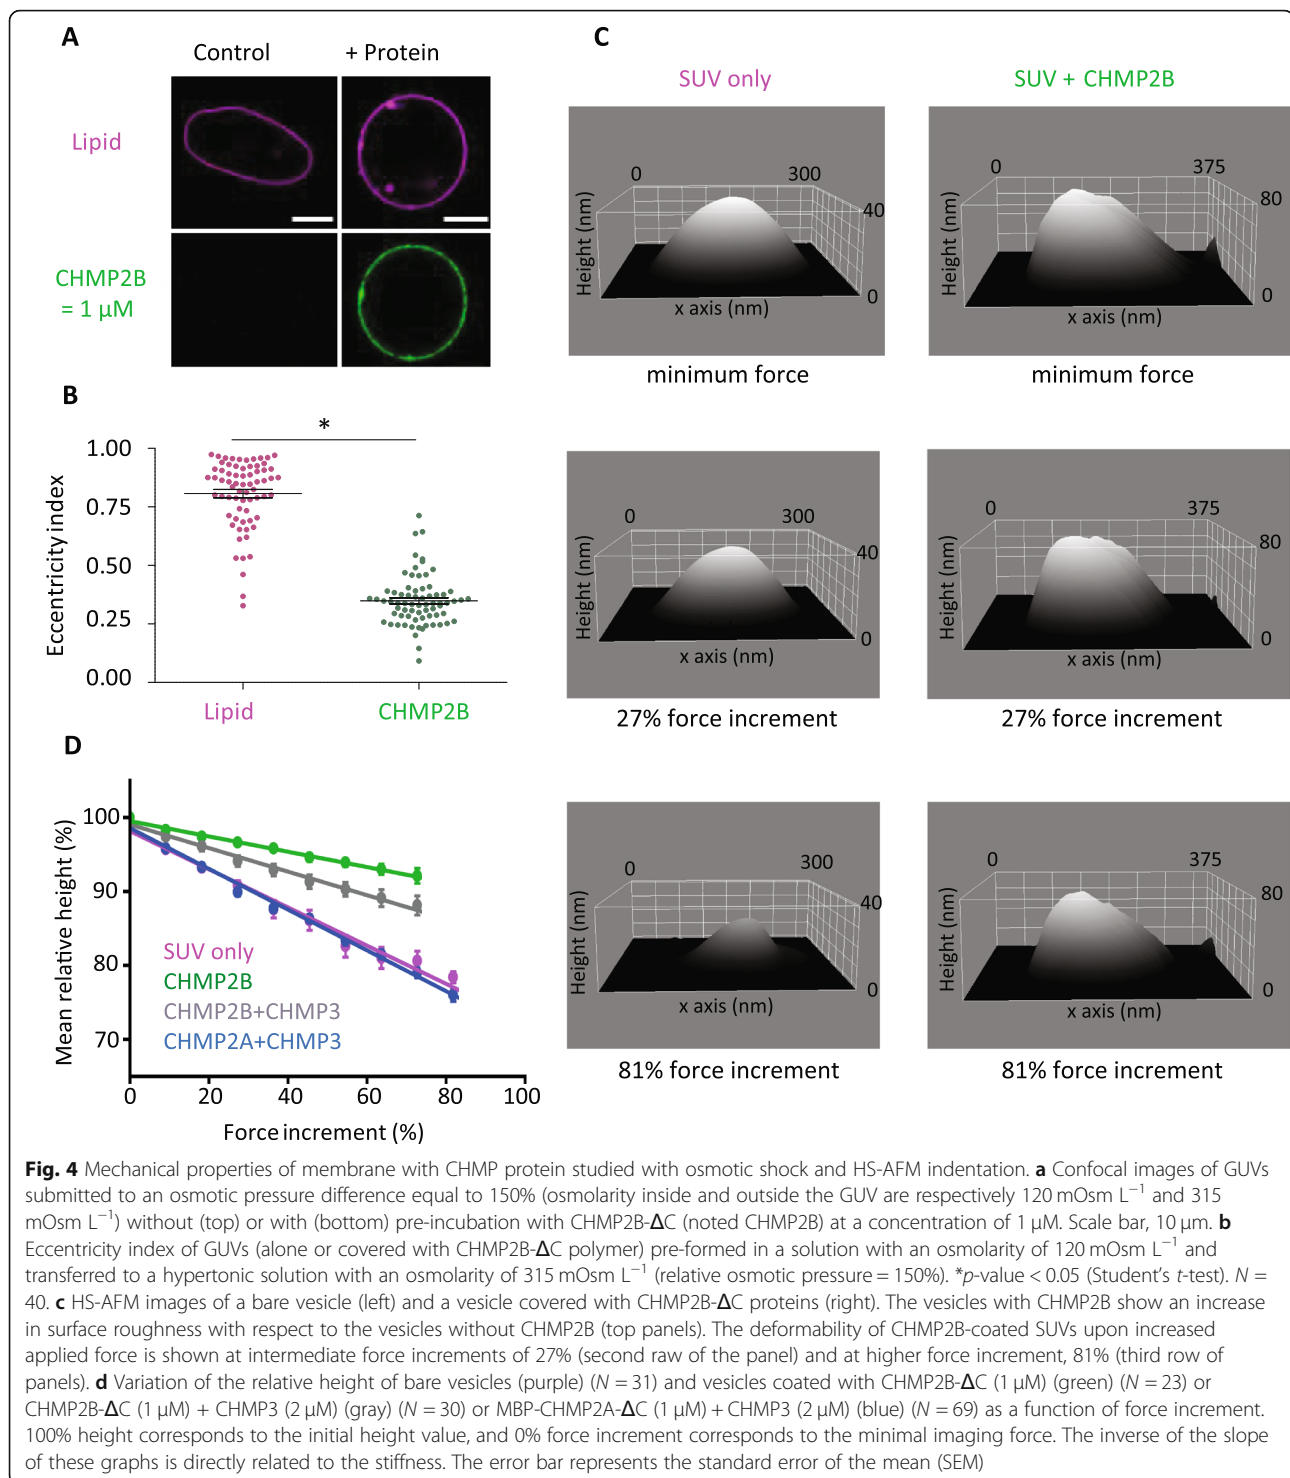 A
Control
+ Protein
Lipid
CHMP2B
= 1 µM
B
*
Eccentricity index
1.00
0.75
0.50
0.25
0.00
Lipid
CHMP2B
C
SUV only
SUV + CHMP2B
0
300
40
0
Height (nm)
x axis (nm)
minimum force
0
375
80
0
Height (nm)
x axis (nm)
minimum force
0
300
40
0
Height (nm)
x axis (nm)
27% force increment
0
375
80
0
Height (nm)
x axis (nm)
27% force increment
0
300
40
0
Height (nm)
x axis (nm)
81% force increment
0
375
80
0
Height (nm)
x axis (nm)
81% force increment
D
Mean relative height (%)
100
90
80
70
SUV only
CHMP2B
CHMP2B+CHMP3
CHMP2A+CHMP3
0
20
40
60
80
100
Force increment (%)
Fig. 4 Mechanical properties of membrane with CHMP protein studied with osmotic shock and HS-AFM indentation. a Confocal images of GUVs
submitted to an osmotic pressure difference equal to 150% (osmolarity inside and outside the GUV are respectively 120 mOsm L⁻¹ and 315
mOsm L⁻¹) without (top) or with (bottom) pre-incubation with CHMP2B-ΔC (noted CHMP2B) at a concentration of 1 µM. Scale bar, 10 µm. b
Eccentricity index of GUVs (alone or covered with CHMP2B-ΔC polymer) pre-formed in a solution with an osmolarity of 120 mOsm L⁻¹ and
transferred to a hypertonic solution with an osmolarity of 315 mOsm L⁻¹ (relative osmotic pressure = 150%). *p-value < 0.05 (Student's t-test). N =
40. c HS-AFM images of a bare vesicle (left) and a vesicle covered with CHMP2B-ΔC proteins (right). The vesicles with CHMP2B show an increase
in surface roughness with respect to the vesicles without CHMP2B (top panels). The deformability of CHMP2B-coated SUVs upon increased
applied force is shown at intermediate force increments of 27% (second raw of the panel) and at higher force increment, 81% (third row of
panels). d Variation of the relative height of bare vesicles (purple) (N = 31) and vesicles coated with CHMP2B-ΔC (1 µM) (green) (N = 23) or
CHMP2B-ΔC (1 µM) + CHMP3 (2 µM) (gray) (N = 30) or MBP-CHMP2A-ΔC (1 µM) + CHMP3 (2 µM) (blue) (N = 69) as a function of force increment.
100% height corresponds to the initial height value, and 0% force increment corresponds to the minimal imaging force. The inverse of the slope
of these graphs is directly related to the stiffness. The error bar represents the standard error of the mean (SEM)